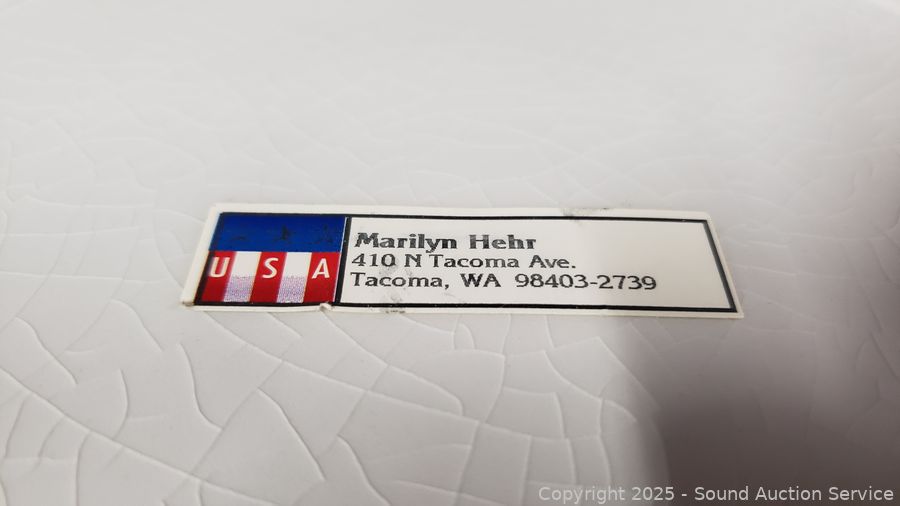 USA
Marilyn Hehr
410 N Tacoma Ave.
Tacoma, WA 98403-2739
Copyright 2025 - Sound Auction Service